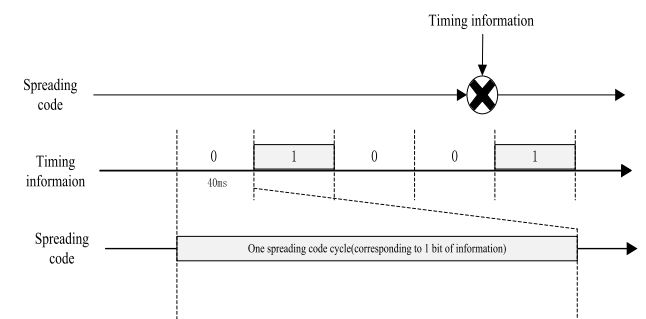 Timing information
Spreading
code
0 1 0 0 1
Timing
informaion
40ms
Spreading
code
One spreading code cycle(corresponding to 1 bit of information)